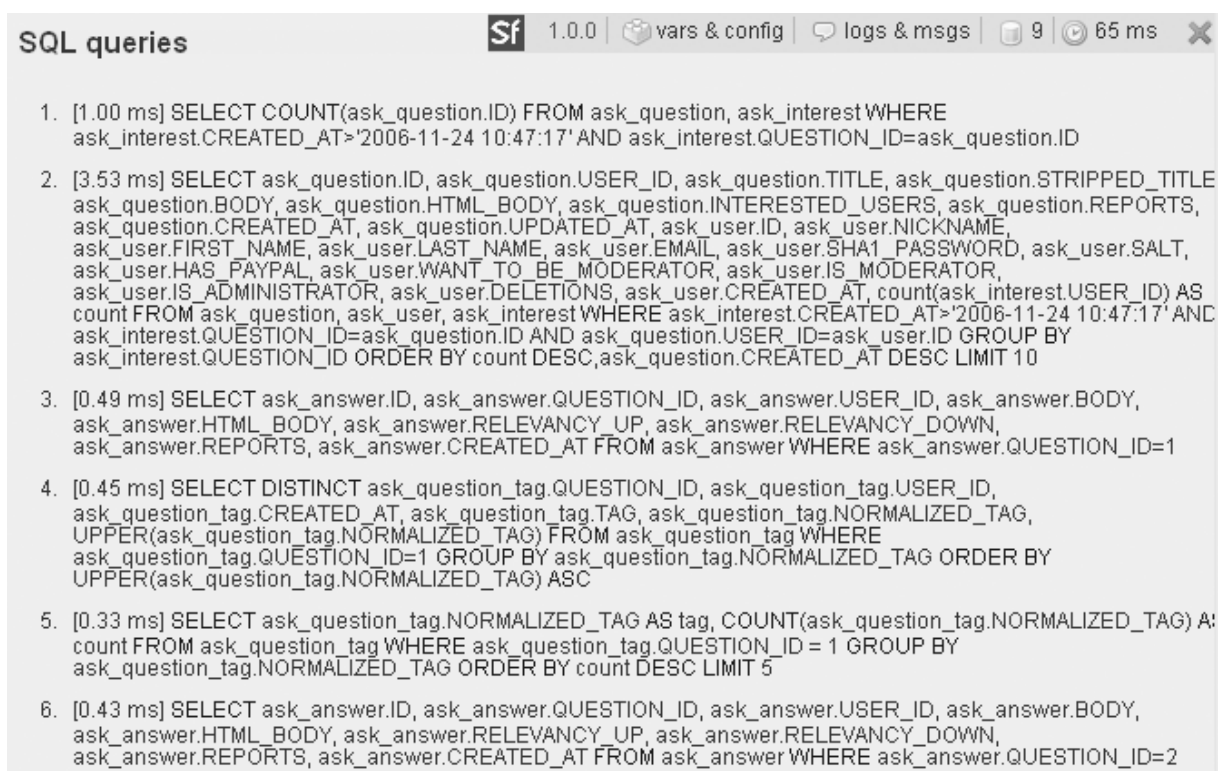 SQL queries
Sf 1.0.0 | vars & config | logs & msgs | 9 | 65 ms
1. [1.00 ms] SELECT COUNT(ask_question.ID) FROM ask_question, ask_interest WHERE
ask_interest.CREATED_AT>'2006-11-24 10:47:17' AND ask_interest.QUESTION_ID=ask_question.ID
2. [3.53 ms] SELECT ask_question.ID, ask_question.USER_ID, ask_question.TITLE, ask_question.STRIPPED_TITLE
ask_question.BODY, ask_question.HTML_BODY, ask_question.INTERESTED_USERS, ask_question.REPORTS,
ask_question.CREATED_AT, ask_question.UPDATED_AT, ask_user.ID, ask_user.NICKNAME,
ask_user.FIRST_NAME, ask_user.LAST_NAME, ask_user.EMAIL, ask_user.SHA1_PASSWORD, ask_user.SALT,
ask_user.HAS_PAYPAL, ask_user.WANT_TO_BE_MODERATOR, ask_user.IS_MODERATOR,
ask_user.IS_ADMINISTRATOR, ask_user.DELETIONS, ask_user.CREATED_AT, count(ask_interest.USER_ID) AS
count FROM ask_question, ask_user, ask_interest WHERE ask_interest.CREATED_AT>'2006-11-24 10:47:17' AND
ask_interest.QUESTION_ID=ask_question.ID AND ask_question.USER_ID=ask_user.ID GROUP BY
ask_interest.QUESTION_ID ORDER BY count DESC,ask_question.CREATED_AT DESC LIMIT 10
3. [0.49 ms] SELECT ask_answer.ID, ask_answer.QUESTION_ID, ask_answer.USER_ID, ask_answer.BODY,
ask_answer.HTML_BODY, ask_answer.RELEVANCY_UP, ask_answer.RELEVANCY_DOWN,
ask_answer.REPORTS, ask_answer.CREATED_AT FROM ask_answer WHERE ask_answer.QUESTION_ID=1
4. [0.45 ms] SELECT DISTINCT ask_question_tag.QUESTION_ID, ask_question_tag.USER_ID,
ask_question_tag.CREATED_AT, ask_question_tag.TAG, ask_question_tag.NORMALIZED_TAG,
UPPER(ask_question_tag.NORMALIZED_TAG) FROM ask_question_tag WHERE
ask_question_tag.QUESTION_ID=1 GROUP BY ask_question_tag.NORMALIZED_TAG ORDER BY
UPPER(ask_question_tag.NORMALIZED_TAG) ASC
5. [0.33 ms] SELECT ask_question_tag.NORMALIZED_TAG AS tag, COUNT(ask_question_tag.NORMALIZED_TAG)
count FROM ask_question_tag WHERE ask_question_tag.QUESTION_ID = 1 GROUP BY
ask_question_tag.NORMALIZED_TAG ORDER BY count DESC LIMIT 5
6. [0.43 ms] SELECT ask_answer.ID, ask_answer.QUESTION_ID, ask_answer.USER_ID, ask_answer.BODY,
ask_answer.HTML_BODY, ask_answer.RELEVANCY_UP, ask_answer.RELEVANCY_DOWN,
ask_answer.REPORTS, ask_answer.CREATED_AT FROM ask_answer WHERE ask_answer.QUESTION_ID=2